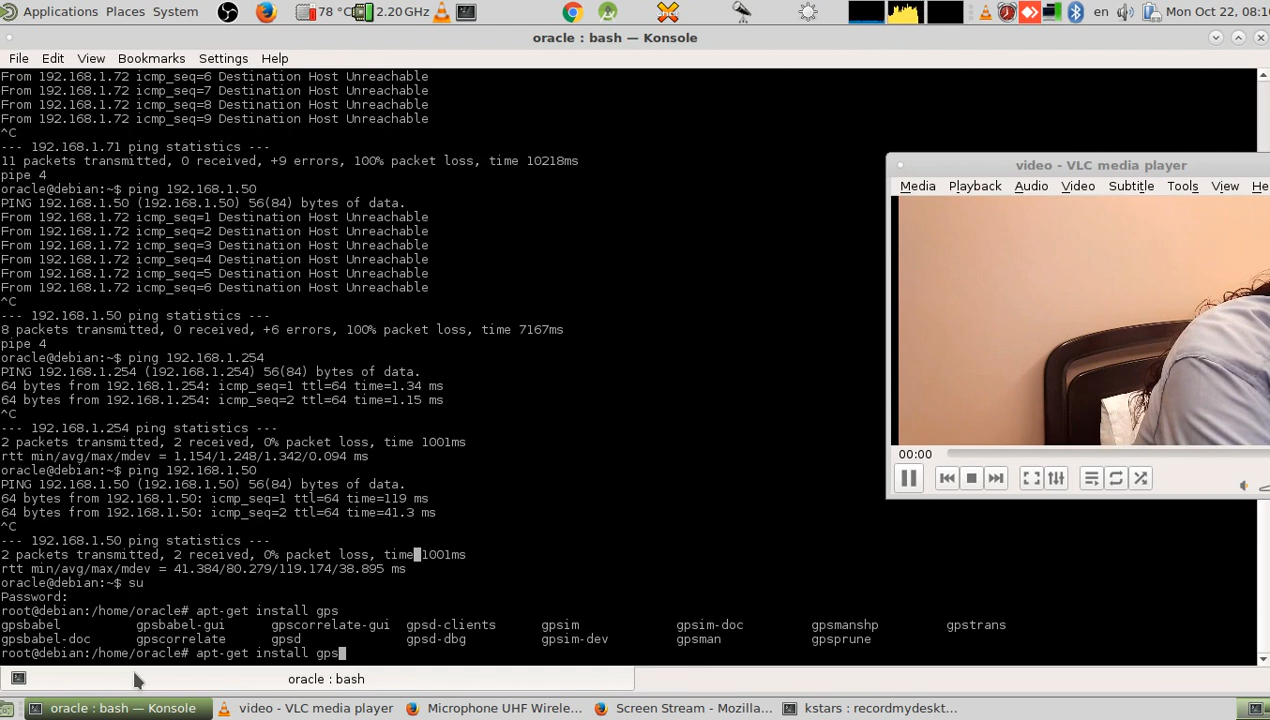 Applications Places System 78 °C 2.20 GHz en Mon Oct 22, 08:1
oracle : bash — Konsole
File Edit View Bookmarks Settings Help
From 192.168.1.72 icmp_seq=6 Destination Host Unreachable
From 192.168.1.72 icmp_seq=7 Destination Host Unreachable
From 192.168.1.72 icmp_seq=8 Destination Host Unreachable
From 192.168.1.72 icmp_seq=9 Destination Host Unreachable
^C
--- 192.168.1.71 ping statistics ---
11 packets transmitted, 0 received, +9 errors, 100% packet loss, time 10218ms
pipe 4
oracle@debian:~$ ping 192.168.1.50
PING 192.168.1.50 (192.168.1.50) 56(84) bytes of data.
From 192.168.1.72 icmp_seq=1 Destination Host Unreachable
From 192.168.1.72 icmp_seq=2 Destination Host Unreachable
From 192.168.1.72 icmp_seq=3 Destination Host Unreachable
From 192.168.1.72 icmp_seq=4 Destination Host Unreachable
From 192.168.1.72 icmp_seq=5 Destination Host Unreachable
From 192.168.1.72 icmp_seq=6 Destination Host Unreachable
^C
--- 192.168.1.50 ping statistics ---
8 packets transmitted, 0 received, +6 errors, 100% packet loss, time 7167ms
pipe 4
oracle@debian:~$ ping 192.168.1.254
PING 192.168.1.254 (192.168.1.254) 56(84) bytes of data.
64 bytes from 192.168.1.254: icmp_seq=1 ttl=64 time=1.34 ms
64 bytes from 192.168.1.254: icmp_seq=2 ttl=64 time=1.15 ms
^C
--- 192.168.1.254 ping statistics ---
2 packets transmitted, 2 received, 0% packet loss, time 1001ms
rtt min/avg/max/mdev = 1.154/1.248/1.342/0.094 ms
oracle@debian:~$ ping 192.168.1.50
PING 192.168.1.50 (192.168.1.50) 56(84) bytes of data.
64 bytes from 192.168.1.50: icmp_seq=1 ttl=64 time=119 ms
64 bytes from 192.168.1.50: icmp_seq=2 ttl=64 time=41.3 ms
^C
--- 192.168.1.50 ping statistics ---
2 packets transmitted, 2 received, 0% packet loss, time 1001ms
rtt min/avg/max/mdev = 41.384/80.279/119.174/38.895 ms
oracle@debian:~$ su
Password:
root@debian:/home/oracle# apt-get install gps
gpsbabel gpsbabel-gui gpscorrelate-gui gpsd-clients gpsim gpsim-doc gpsmanshp gpstrans
gpsbabel-doc gpscorrelate gpsd gpsd-dbg gpsim-dev gpsman gpsprune
root@debian:/home/oracle# apt-get install gps
video - VLC media player
Media Playback Audio Video Subtitle Tools View He
00:00
oracle : bash
oracle : bash — Konsole video - VLC media player Microphone UHF Wirele... Screen Stream - Mozilla... kstars : recordmydeskt...